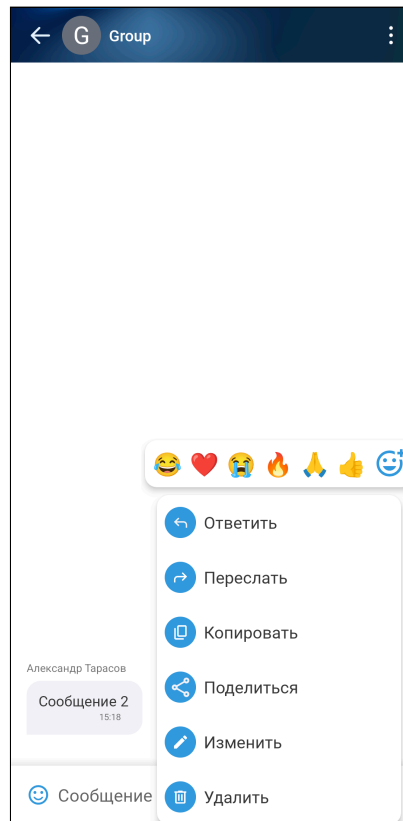 G Group
Ответить
Переслать
Копировать
Александр Тарасов
Поделиться
Сообщение 2
15:18
Изменить
Сообщение
Удалить